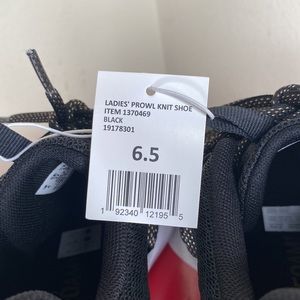 LADIES' PROWL KNIT SHOE
ITEM 1370469
BLACK
19178301
6.5
1 92340 12195 5